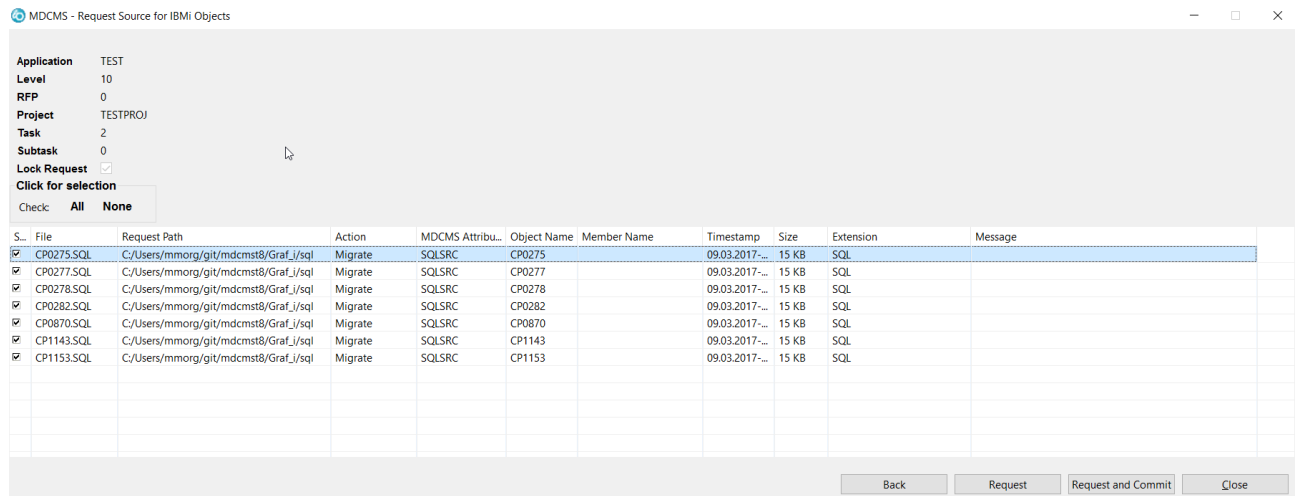 MDCMS - Request Source for IBMi Objects
Application TEST
Level 10
RFP 0
Project TESTPROJ
Task 2
Subtask 0
Lock Request
Click for selection
Check: All None
S... File Request Path Action MDCMS Attribu... Object Name Member Name Timestamp Size Extension Message
CP0275.SQL C:/Users/mmorg/git/mdcmst8/Graf_i/sql Migrate SQLSRC CP0275 09.03.2017-... 15 KB SQL
CP0277.SQL C:/Users/mmorg/git/mdcmst8/Graf_i/sql Migrate SQLSRC CP0277 09.03.2017-... 15 KB SQL
CP0278.SQL C:/Users/mmorg/git/mdcmst8/Graf_i/sql Migrate SQLSRC CP0278 09.03.2017-... 15 KB SQL
CP0282.SQL C:/Users/mmorg/git/mdcmst8/Graf_i/sql Migrate SQLSRC CP0282 09.03.2017-... 15 KB SQL
CP0870.SQL C:/Users/mmorg/git/mdcmst8/Graf_i/sql Migrate SQLSRC CP0870 09.03.2017-... 15 KB SQL
CP1143.SQL C:/Users/mmorg/git/mdcmst8/Graf_i/sql Migrate SQLSRC CP1143 09.03.2017-... 15 KB SQL
CP1153.SQL C:/Users/mmorg/git/mdcmst8/Graf_i/sql Migrate SQLSRC CP1153 09.03.2017-... 15 KB SQL
Back Request Request and Commit Close